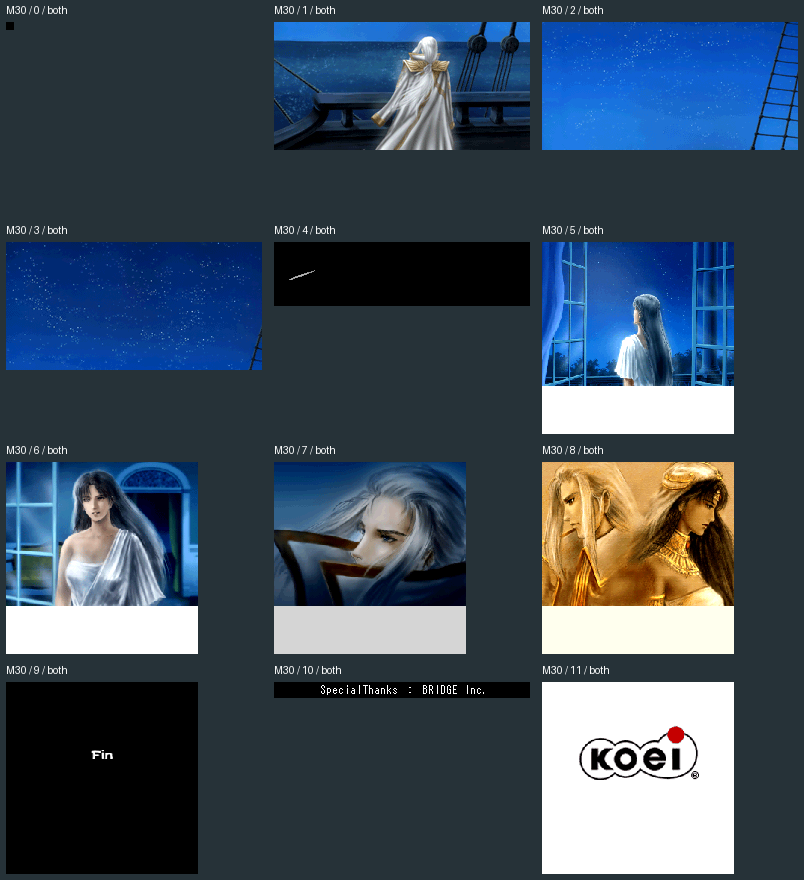 M30 / 0 / both
M30 / 1 / both
M30 / 2 / both
M30 / 3 / both
M30 / 4 / both
M30 / 5 / both
M30 / 6 / both
M30 / 7 / both
M30 / 8 / both
M30 / 9 / both
Fin
M30 / 10 / both
SpecialThanks : BRIDGE Inc.
M30 / 11 / both
KOEI
®